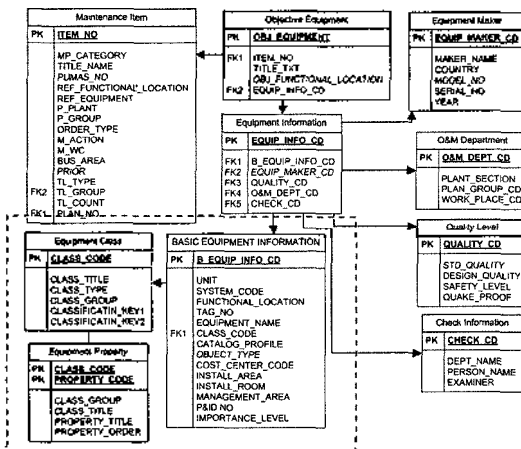 Maintenance Item
PK ITEM_NO
MP_CATEGORY
TITLE_NAME
PUMAS_NO
REF_FUNCTIONAL_LOCATION
REF_EQUIPMENT
P_PLANT
P_GROUP
ORDER_TYPE
M_ACTION
M_WC
BUS_AREA
PRIOR
TL_TYPE
FK2 TL_GROUP
TL_COUNT
FK1 PLAN_NO
Objective Equipment
PK OBJ_EQUIPMENT
FK1 ITEM_NO
TITLE_TXT
OBJ_FUNCTIONAL_LOCATION
FK2 EQUIP_INFO_CD
Equipment Maker
PK EQUIP_MAKER_CD
MAKER_NAME
COUNTRY
MODEL_NO
SERIAL_NO
YEAR
Equipment Information
PK EQUIP_INFO_CD
FK1 B_EQUIP_INFO_CD
FK2 EQUIP_MAKER_CD
FK3 QUALITY_CD
FK4 O&M_DEPT_CD
FK5 CHECK_CD
O&M Department
PK O&M_DEPT_CD
PLANT_SECTION
PLAN_GROUP_CD
WORK_PLACE_CD
Quality Level
PK QUALITY_CD
STD_QUALITY
DESIGN_QUALITY
SAFETY_LEVEL
QUAKE_PROOF
Equipment Class
PK CLASS_CODE
CLASS_TITLE
CLASS_TYPE
CLASS_GROUP
CLASSIFICATIN_KEY1
CLASSIFICATIN_KEY2
BASIC EQUIPMENT INFORMATION
PK B_EQUIP_INFO_CD
UNIT
SYSTEM_CODE
FUNCTIONAL_LOCATION
TAG_NO
EQUIPMENT_NAME
FK1 CLASS_CODE
CATALOG_PROFILE
OBJECT_TYPE
COST_CENTER_CODE
INSTALL_AREA
INSTALL_ROOM
MANAGEMENT_AREA
P&ID NO
IMPORTANCE_LEVEL
Check Information
PK CHECK_CD
DEPT_NAME
PERSON_NAME
EXAMINER
Equipment Property
PK CLASS_CODE
PK PROPERTY_CODE
CLASS_GROUP
CLASS_TITLE
PROPERTY_TITLE
PROPERTY_ORDER